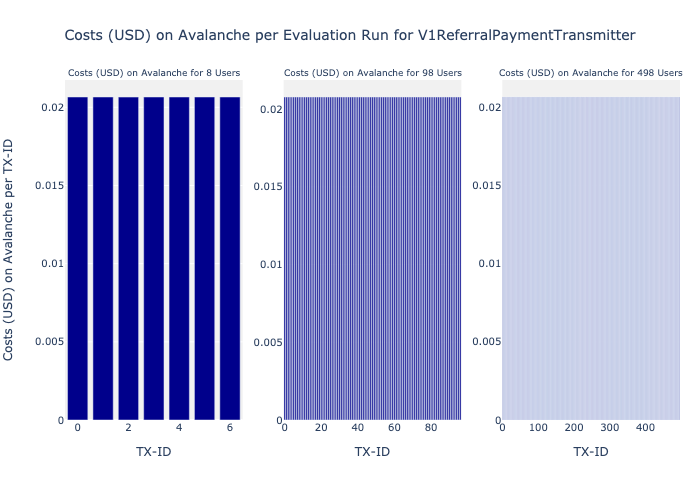 Costs (USD) on Avalanche per Evaluation Run for V1ReferralPaymentTransmitter
Costs (USD) on Avalanche for 8 Users
Costs (USD) on Avalanche for 98 Users
Costs (USD) on Avalanche for 498 Users
Costs (USD) on Avalanche per TX-ID
0.02
0.015
0.01
0.005
0
0 2 4 6
TX-ID
0.02
0.015
0.01
0.005
0
0 20 40 60 80
TX-ID
0.02
0.015
0.01
0.005
0
0 100 200 300 400
TX-ID